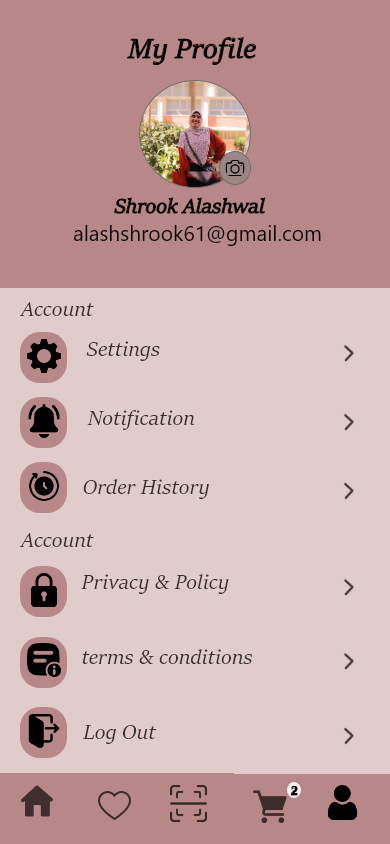 My Profile
Shrook Alashwal
alashshrook61@gmail.com
Account
Settings
Notification
Order History
Account
Privacy & Policy
terms & conditions
Log Out
2